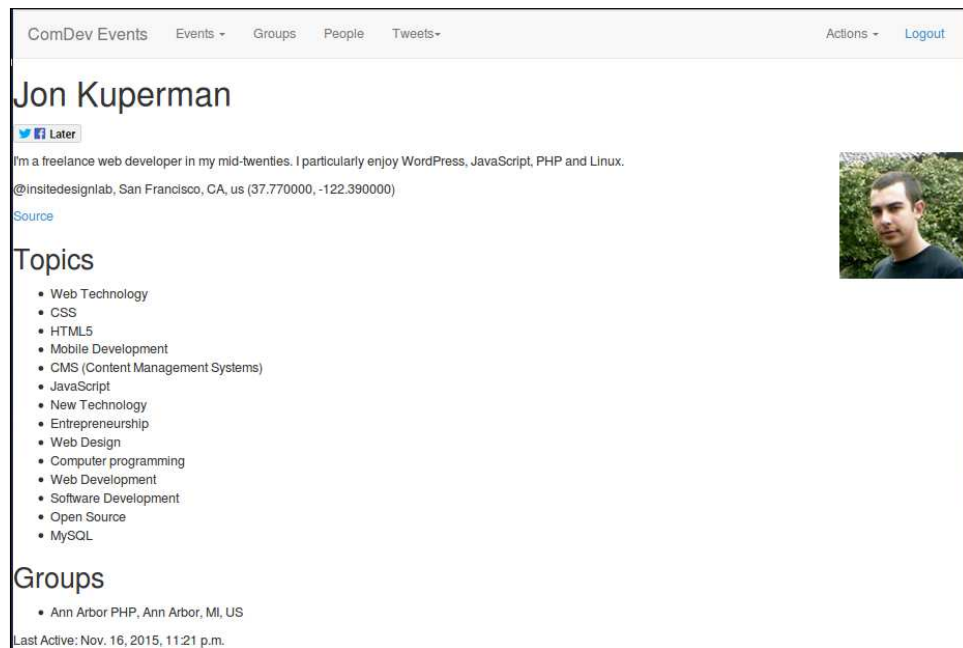 ComDev Events Events Groups People Tweets Actions Logout
Jon Kuperman
Later
I'm a freelance web developer in my mid-twenties. I particularly enjoy WordPress, JavaScript, PHP and Linux.
@insitedesignlab, San Francisco, CA, us (37.770000, -122.390000)
Source
Topics
Web Technology
CSS
HTML5
Mobile Development
CMS (Content Management Systems)
JavaScript
New Technology
Entrepreneurship
Web Design
Computer programming
Web Development
Software Development
Open Source
MySQL
Groups
Ann Arbor PHP, Ann Arbor, MI, US
Last Active: Nov. 16, 2015, 11:21 p.m.